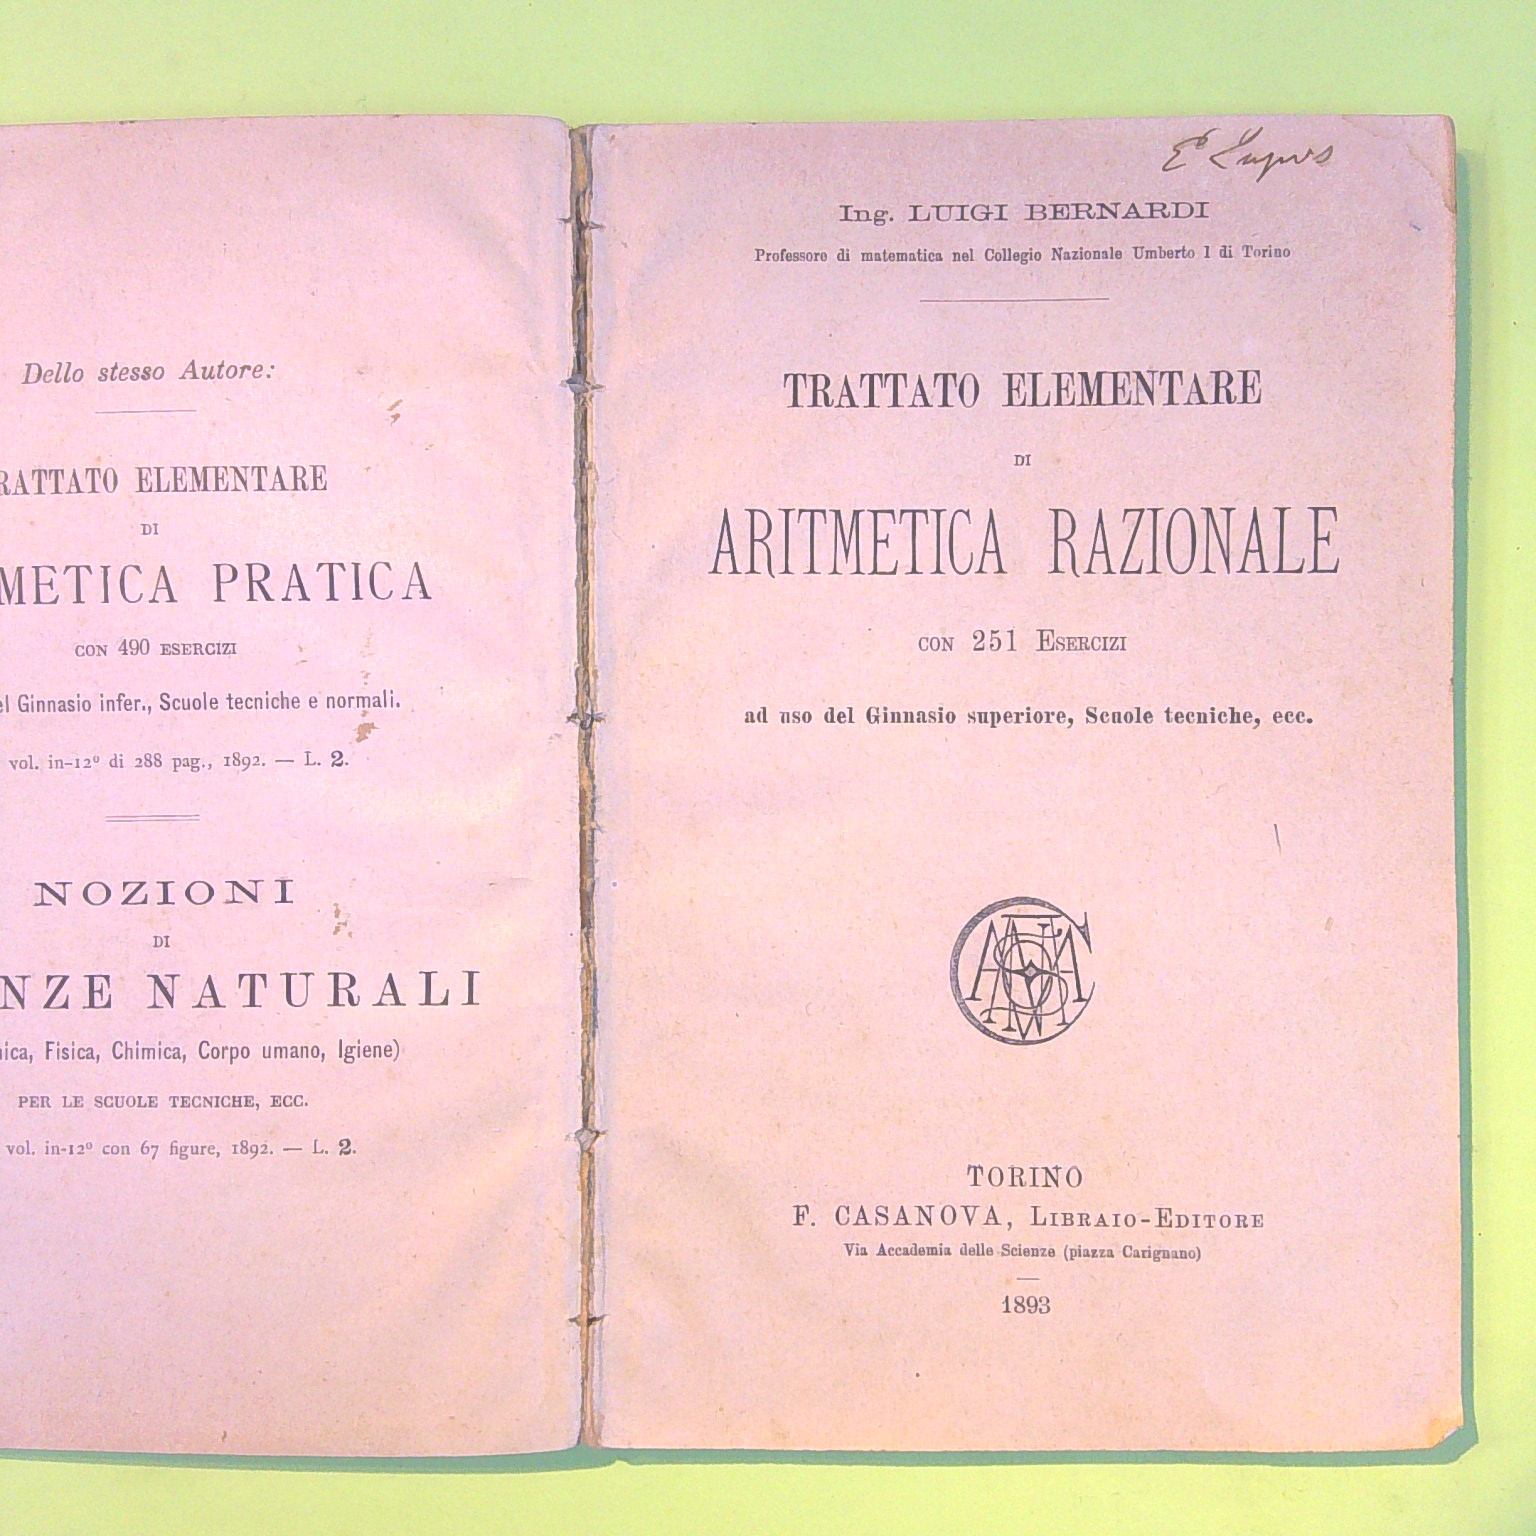 Dello stesso Autore:
RATTATO ELEMENTARE
DI
METICA PRATICA
CON 490 ESERCIZI
el Ginnasio infer., Scuole tecniche e normali.
vol. in-12º di 288 pag., 1892. — L. 2.
NOZIONI
DI
NZE NATURALI
ica, Fisica, Chimica, Corpo umano, Igiene)
PER LE SCUOLE TECNICHE, ECC.
vol. in-12º con 67 figure, 1892. — L. 2.
Ing. LUIGI BERNARDI
Professore di matematica nel Collegio Nazionale Umberto I di Torino
TRATTATO ELEMENTARE
DI
ARITMETICA RAZIONALE
CON 251 ESERCIZI
ad uso del Ginnasio superiore, Scuole tecniche, ecc.
TORINO
F. CASANOVA, LIBRAIO-EDITORE
Via Accademia delle Scienze (piazza Carignano)
1893